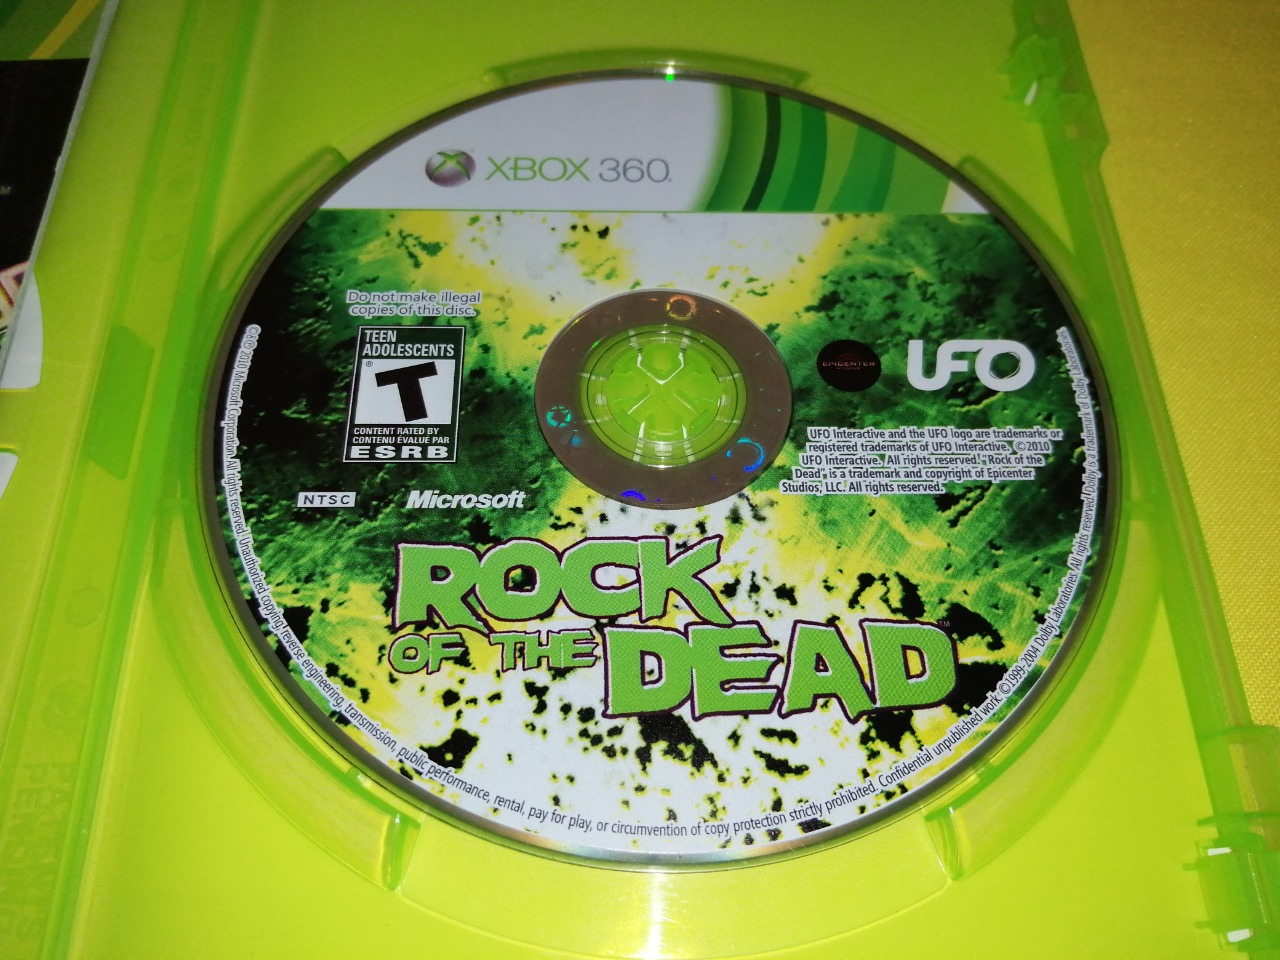 XBOX 360
Do not make illegal
copies of this disc.
TEEN
ADOLESCENTS
T
®
CONTENT RATED BY
CONTENU ÉVALUÉ PAR
ESRB
NTSC
Microsoft
EPICENTER
UFO
UFO Interactive and the UFO logo are trademarks or
registered trademarks of UFO Interactive. ©2010
UFO Interactive. All rights reserved. "Rock of the
Dead" is a trademark and copyright of Epicenter
Studios, LLC. All rights reserved.
ROCK
OF THE DEAD™
©&℗ 2010 Microsoft Corporation. All rights reserved. Unauthorized copying, reverse engineering, transmission, public performance, rental, pay for play, or circumvention of copy protection strictly prohibited. Confidential unpublished work. ©1999-2004 Dolby Laboratories. All rights reserved. Dolby is a trademark of Dolby Laboratories.